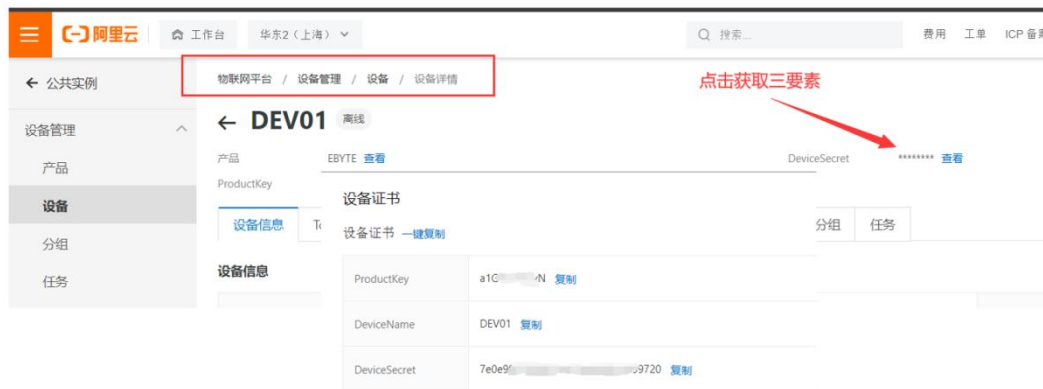 阿里云 工作台 华东2（上海） 搜索... 费用 工单 ICP 备
公共实例
物联网平台 / 设备管理 / 设备 / 设备详情
点击获取三要素
设备管理
DEV01 离线
产品
产品 EBYTE 查看
DeviceSecret ******** 查看
ProductKey
设备
设备证书
设备信息
设备证书 一键复制
分组 任务
分组
设备信息
ProductKey a1G N 复制
任务
DeviceName DEV01 复制
DeviceSecret 7e0e9 9720 复制